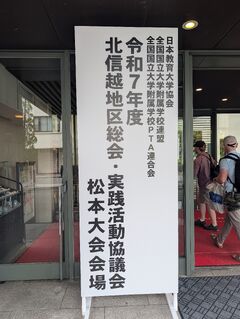 日本教育大学協会
全国国立大学附属学校連盟
全国国立大学附属学校PTA連合会
令和7年度
北信越地区総会・実践活動協議会
松本大会会場